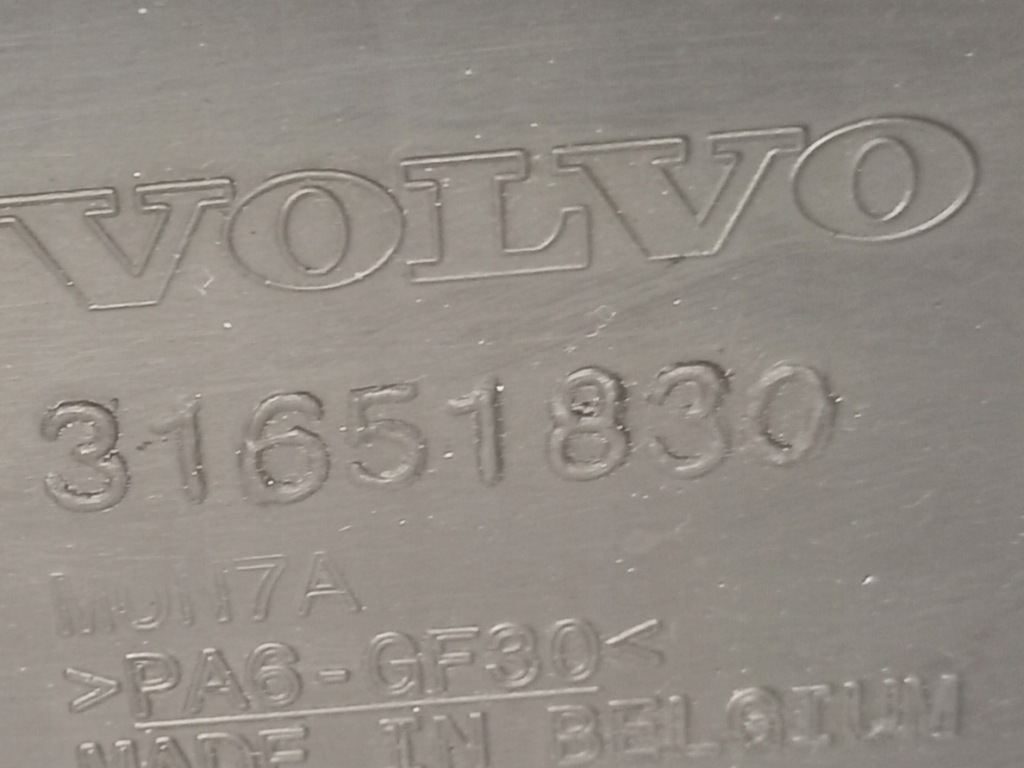 VOLVO
31651830
>PA6-GF30<
MADE IN BELGIUM